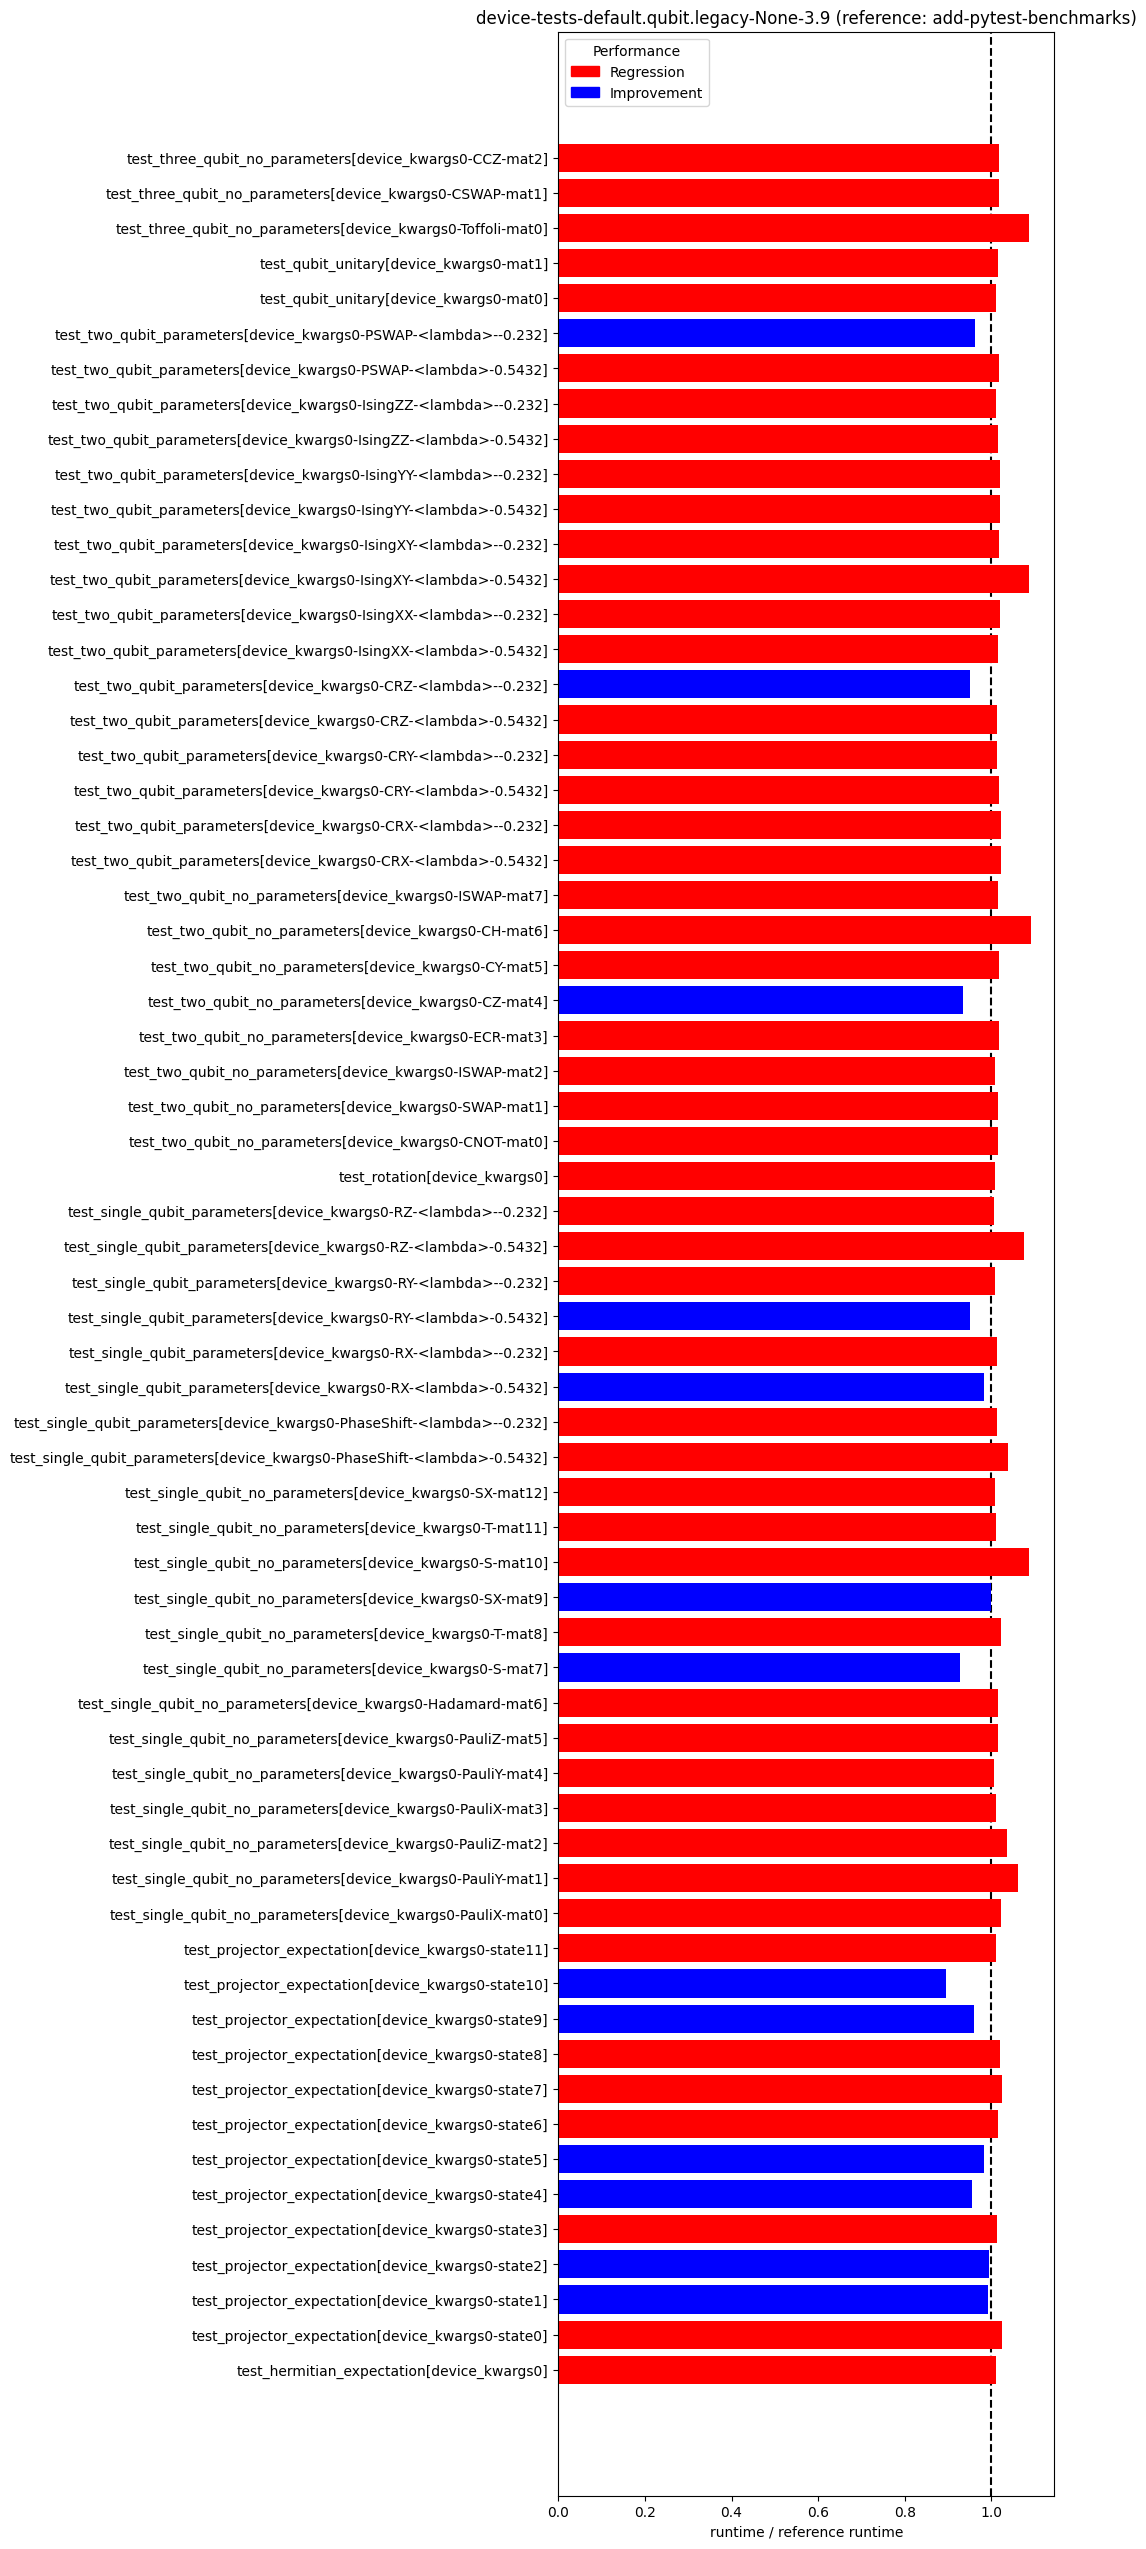 device-tests-default.qubit.legacy-None-3.9 (reference: add-pytest-benchmarks)
Performance
Regression
Improvement
test_three_qubit_no_parameters[device_kwargs0-CCZ-mat2]
test_three_qubit_no_parameters[device_kwargs0-CSWAP-mat1]
test_three_qubit_no_parameters[device_kwargs0-Toffoli-mat0]
test_qubit_unitary[device_kwargs0-mat1]
test_qubit_unitary[device_kwargs0-mat0]
test_two_qubit_parameters[device_kwargs0-PSWAP-<lambda>--0.232]
test_two_qubit_parameters[device_kwargs0-PSWAP-<lambda>-0.5432]
test_two_qubit_parameters[device_kwargs0-IsingZZ-<lambda>--0.232]
test_two_qubit_parameters[device_kwargs0-IsingZZ-<lambda>-0.5432]
test_two_qubit_parameters[device_kwargs0-IsingYY-<lambda>--0.232]
test_two_qubit_parameters[device_kwargs0-IsingYY-<lambda>-0.5432]
test_two_qubit_parameters[device_kwargs0-IsingXY-<lambda>--0.232]
test_two_qubit_parameters[device_kwargs0-IsingXY-<lambda>-0.5432]
test_two_qubit_parameters[device_kwargs0-IsingXX-<lambda>--0.232]
test_two_qubit_parameters[device_kwargs0-IsingXX-<lambda>-0.5432]
test_two_qubit_parameters[device_kwargs0-CRZ-<lambda>--0.232]
test_two_qubit_parameters[device_kwargs0-CRZ-<lambda>-0.5432]
test_two_qubit_parameters[device_kwargs0-CRY-<lambda>--0.232]
test_two_qubit_parameters[device_kwargs0-CRY-<lambda>-0.5432]
test_two_qubit_parameters[device_kwargs0-CRX-<lambda>--0.232]
test_two_qubit_parameters[device_kwargs0-CRX-<lambda>-0.5432]
test_two_qubit_no_parameters[device_kwargs0-ISWAP-mat7]
test_two_qubit_no_parameters[device_kwargs0-CH-mat6]
test_two_qubit_no_parameters[device_kwargs0-CY-mat5]
test_two_qubit_no_parameters[device_kwargs0-CZ-mat4]
test_two_qubit_no_parameters[device_kwargs0-ECR-mat3]
test_two_qubit_no_parameters[device_kwargs0-ISWAP-mat2]
test_two_qubit_no_parameters[device_kwargs0-SWAP-mat1]
test_two_qubit_no_parameters[device_kwargs0-CNOT-mat0]
test_rotation[device_kwargs0]
test_single_qubit_parameters[device_kwargs0-RZ-<lambda>--0.232]
test_single_qubit_parameters[device_kwargs0-RZ-<lambda>-0.5432]
test_single_qubit_parameters[device_kwargs0-RY-<lambda>--0.232]
test_single_qubit_parameters[device_kwargs0-RY-<lambda>-0.5432]
test_single_qubit_parameters[device_kwargs0-RX-<lambda>--0.232]
test_single_qubit_parameters[device_kwargs0-RX-<lambda>-0.5432]
test_single_qubit_parameters[device_kwargs0-PhaseShift-<lambda>--0.232]
test_single_qubit_parameters[device_kwargs0-PhaseShift-<lambda>-0.5432]
test_single_qubit_no_parameters[device_kwargs0-SX-mat12]
test_single_qubit_no_parameters[device_kwargs0-T-mat11]
test_single_qubit_no_parameters[device_kwargs0-S-mat10]
test_single_qubit_no_parameters[device_kwargs0-SX-mat9]
test_single_qubit_no_parameters[device_kwargs0-T-mat8]
test_single_qubit_no_parameters[device_kwargs0-S-mat7]
test_single_qubit_no_parameters[device_kwargs0-Hadamard-mat6]
test_single_qubit_no_parameters[device_kwargs0-PauliZ-mat5]
test_single_qubit_no_parameters[device_kwargs0-PauliY-mat4]
test_single_qubit_no_parameters[device_kwargs0-PauliX-mat3]
test_single_qubit_no_parameters[device_kwargs0-PauliZ-mat2]
test_single_qubit_no_parameters[device_kwargs0-PauliY-mat1]
test_single_qubit_no_parameters[device_kwargs0-PauliX-mat0]
test_projector_expectation[device_kwargs0-state11]
test_projector_expectation[device_kwargs0-state10]
test_projector_expectation[device_kwargs0-state9]
test_projector_expectation[device_kwargs0-state8]
test_projector_expectation[device_kwargs0-state7]
test_projector_expectation[device_kwargs0-state6]
test_projector_expectation[device_kwargs0-state5]
test_projector_expectation[device_kwargs0-state4]
test_projector_expectation[device_kwargs0-state3]
test_projector_expectation[device_kwargs0-state2]
test_projector_expectation[device_kwargs0-state1]
test_projector_expectation[device_kwargs0-state0]
test_hermitian_expectation[device_kwargs0]
0.0 0.2 0.4 0.6 0.8 1.0
runtime / reference runtime